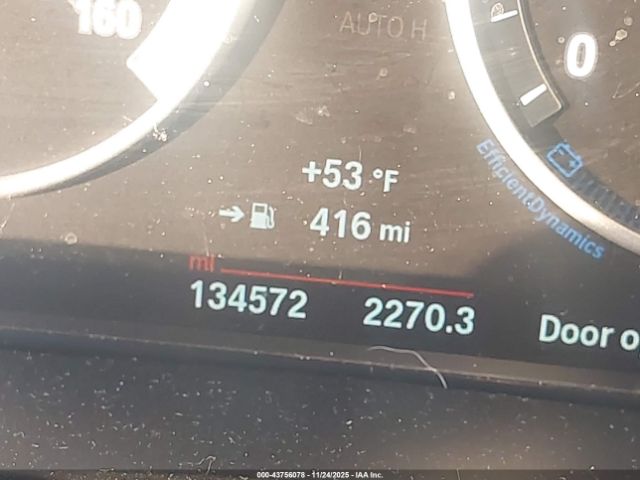 160
AUTO H
0
+53 °F
416 mi
EfficientDynamics
mi
134572 2270.3 Door o
000-43756078 - 11/24/2025 - IAA Inc.